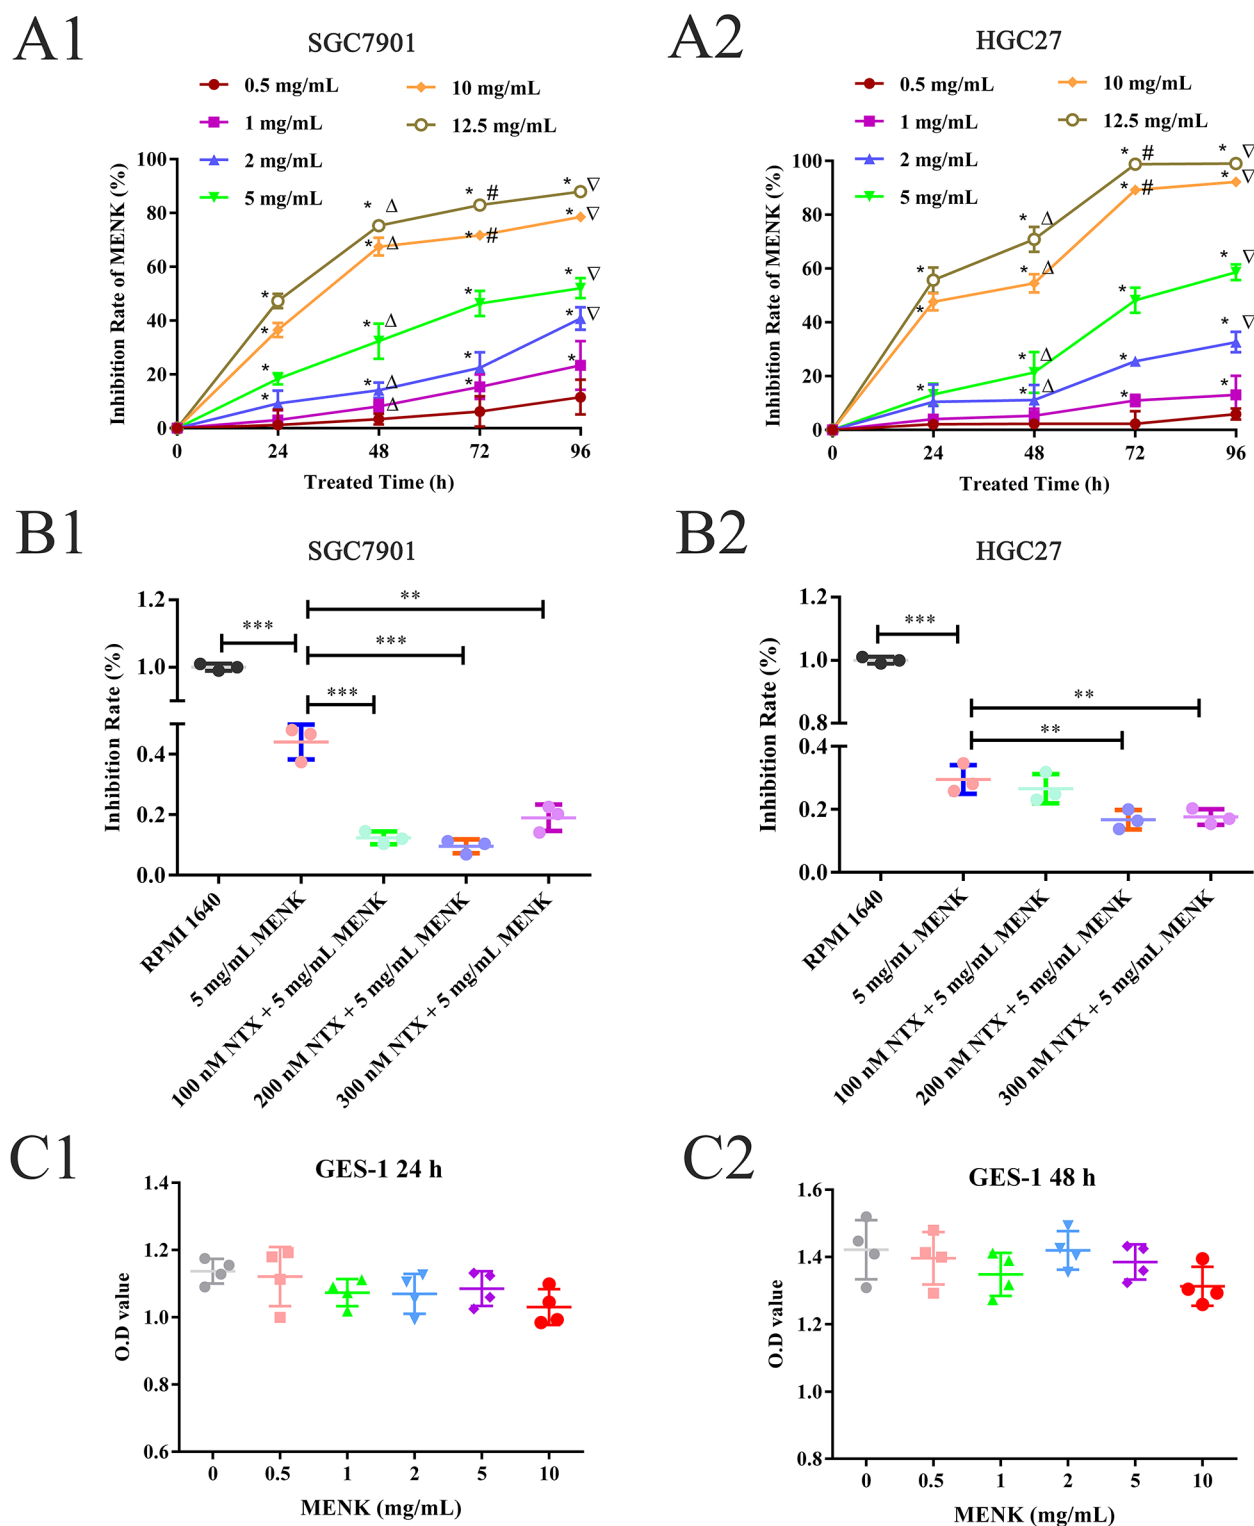 A1
SGC7901
0.5 mg/mL
10 mg/mL
1 mg/mL
12.5 mg/mL
2 mg/mL
5 mg/mL
Inhibition Rate of MENK (%)
100
80
60
40
20
0
* Δ * # * ∇
* * Δ * # * ∇
* * Δ * * ∇
* * Δ * * ∇
Δ * *
0 24 48 72 96
Treated Time (h)
A2
HGC27
0.5 mg/mL
10 mg/mL
1 mg/mL
12.5 mg/mL
2 mg/mL
5 mg/mL
Inhibition Rate of MENK (%)
100
80
60
40
20
0
* * Δ * # * ∇
* * Δ * # * ∇
* * Δ * * ∇
* Δ * * ∇
* *
0 24 48 72 96
Treated Time (h)
B1
SGC7901
Inhibition Rate (%)
1.2
1.0
0.4
0.2
0.0
***
**
***
***
RPMI 1640
5 mg/mL MENK
100 nM NTX + 5 mg/mL MENK
200 nM NTX + 5 mg/mL MENK
300 nM NTX + 5 mg/mL MENK
B2
HGC27
Inhibition Rate (%)
1.2
1.0
0.8
0.4
0.2
0.0
***
**
**
RPMI 1640
5 mg/mL MENK
100 nM NTX + 5 mg/mL MENK
200 nM NTX + 5 mg/mL MENK
300 nM NTX + 5 mg/mL MENK
C1
GES-1 24 h
O.D value
1.4
1.2
1.0
0.8
0.6
0 0.5 1 2 5 10
MENK (mg/mL)
C2
GES-1 48 h
O.D value
1.6
1.4
1.2
1.0
0.8
0 0.5 1 2 5 10
MENK (mg/mL)